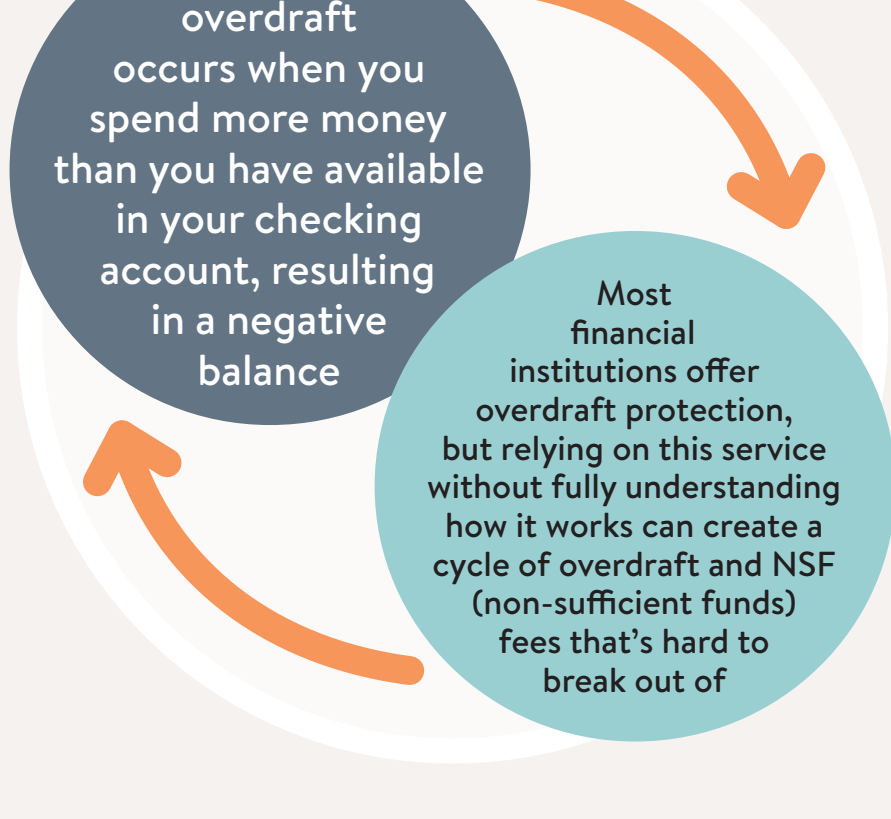 overdraft
occurs when you
spend more money
than you have available
in your checking
account, resulting
in a negative
balance
Most
financial
institutions offer
overdraft protection,
but relying on this service
without fully understanding
how it works can create a
cycle of overdraft and NSF
(non-sufficient funds)
fees that’s hard to
break out of